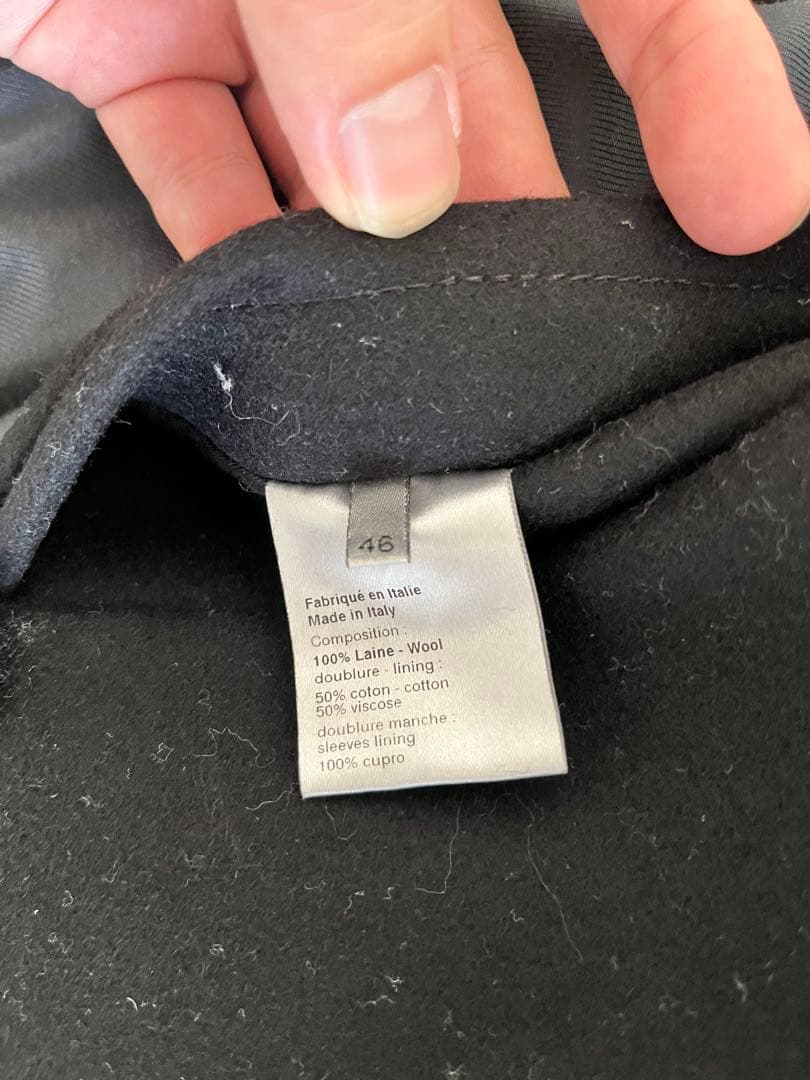 46
Fabriqué en Italie
Made in Italy
Composition :
100% Laine - Wool
doublure - lining :
50% coton - cotton
50% viscose
doublure manche :
sleeves lining
100% cupro